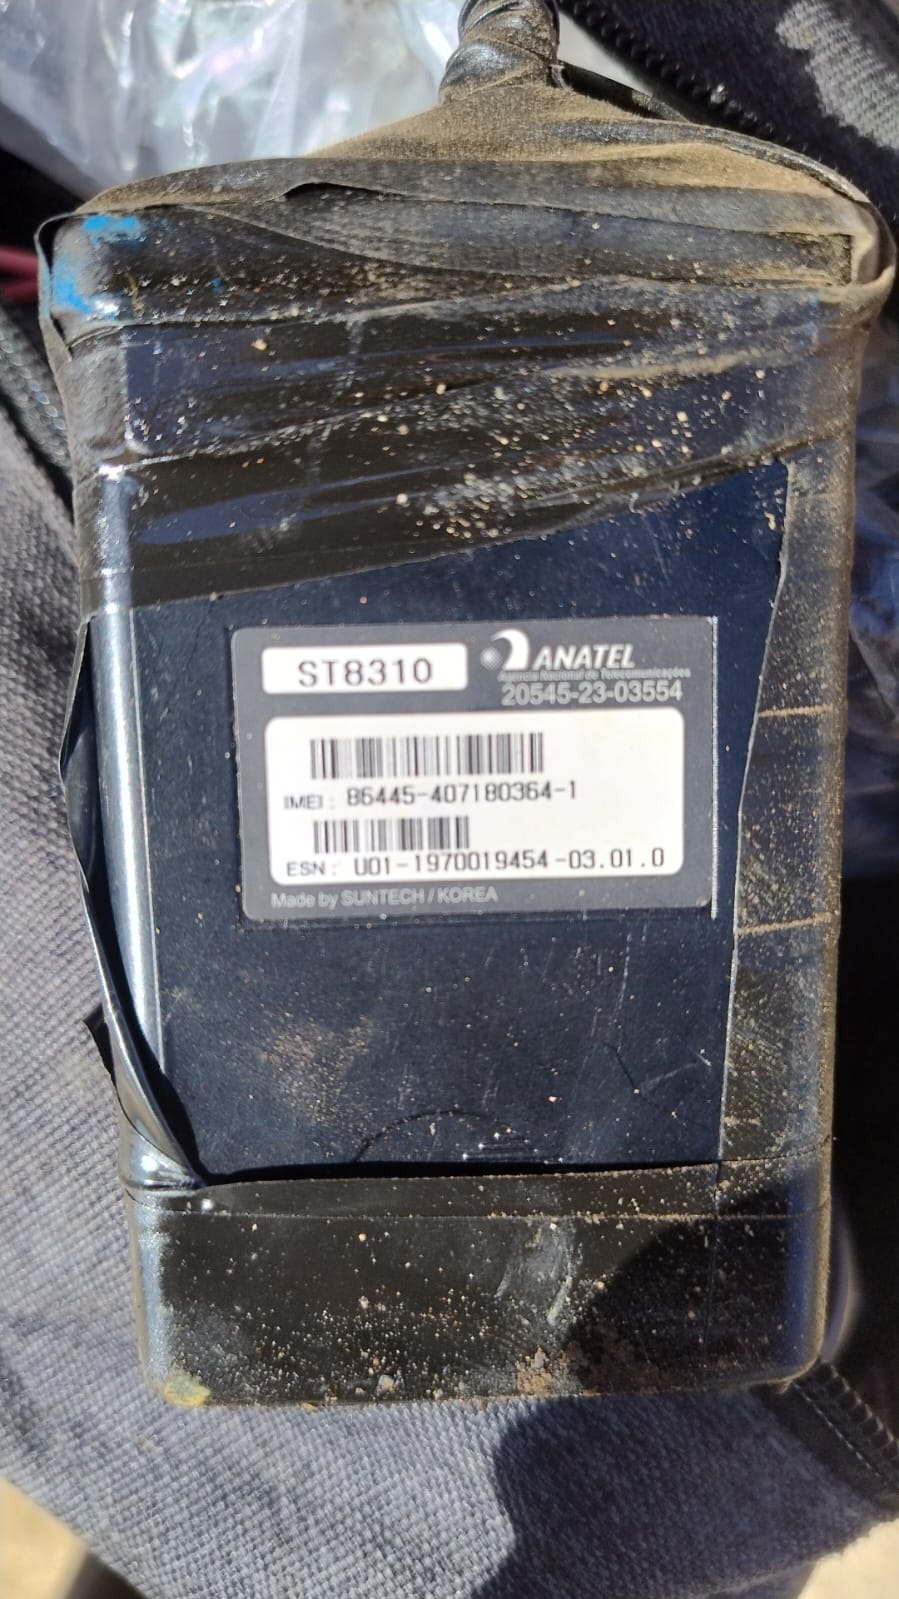 ST8310
ANATEL
Agência Nacional de Telecomunicações
20545-23-03554
IMEI: 86445-407180364-1
ESN: U01-1970019454-03.01.0
Made by SUNTECH / KOREA